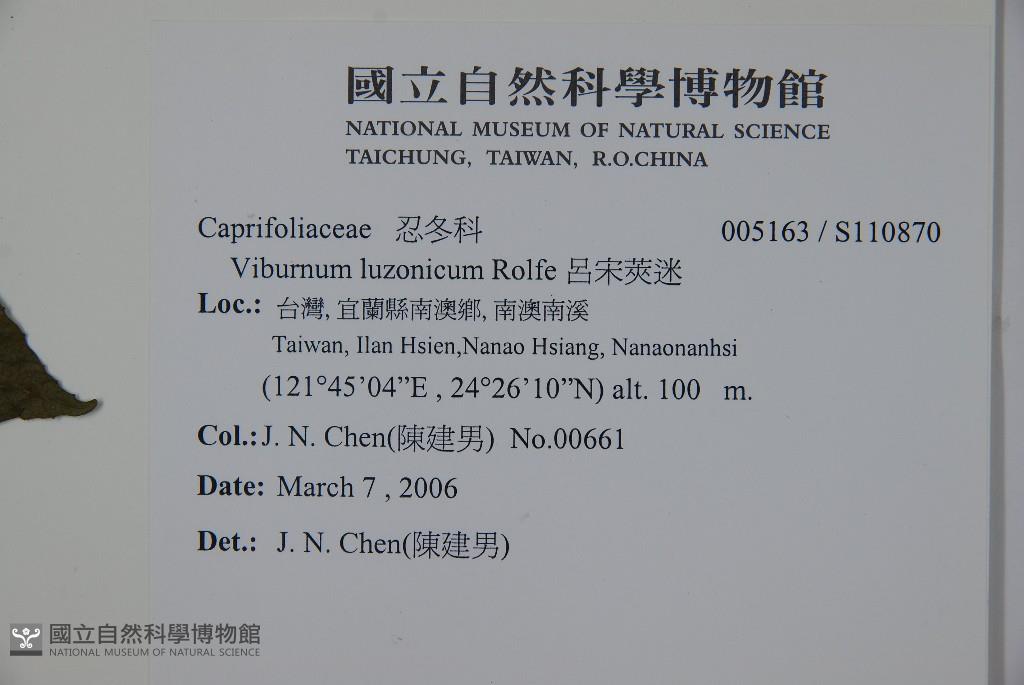 國立自然科學博物館
NATIONAL MUSEUM OF NATURAL SCIENCE
TAICHUNG, TAIWAN, R.O.CHINA
Caprifoliaceae 忍冬科 005163 / S110870
Viburnum luzonicum Rolfe 呂宋莢迷
Loc.: 台灣, 宜蘭縣南澳鄉, 南澳南溪
Taiwan, Ilan Hsien,Nanao Hsiang, Nanaonanhsi
(121°45’04”E , 24°26’10”N) alt. 100 m.
Col.: J. N. Chen(陳建男) No.00661
Date: March 7 , 2006
Det.: J. N. Chen(陳建男)
國立自然科學博物館
NATIONAL MUSEUM OF NATURAL SCIENCE